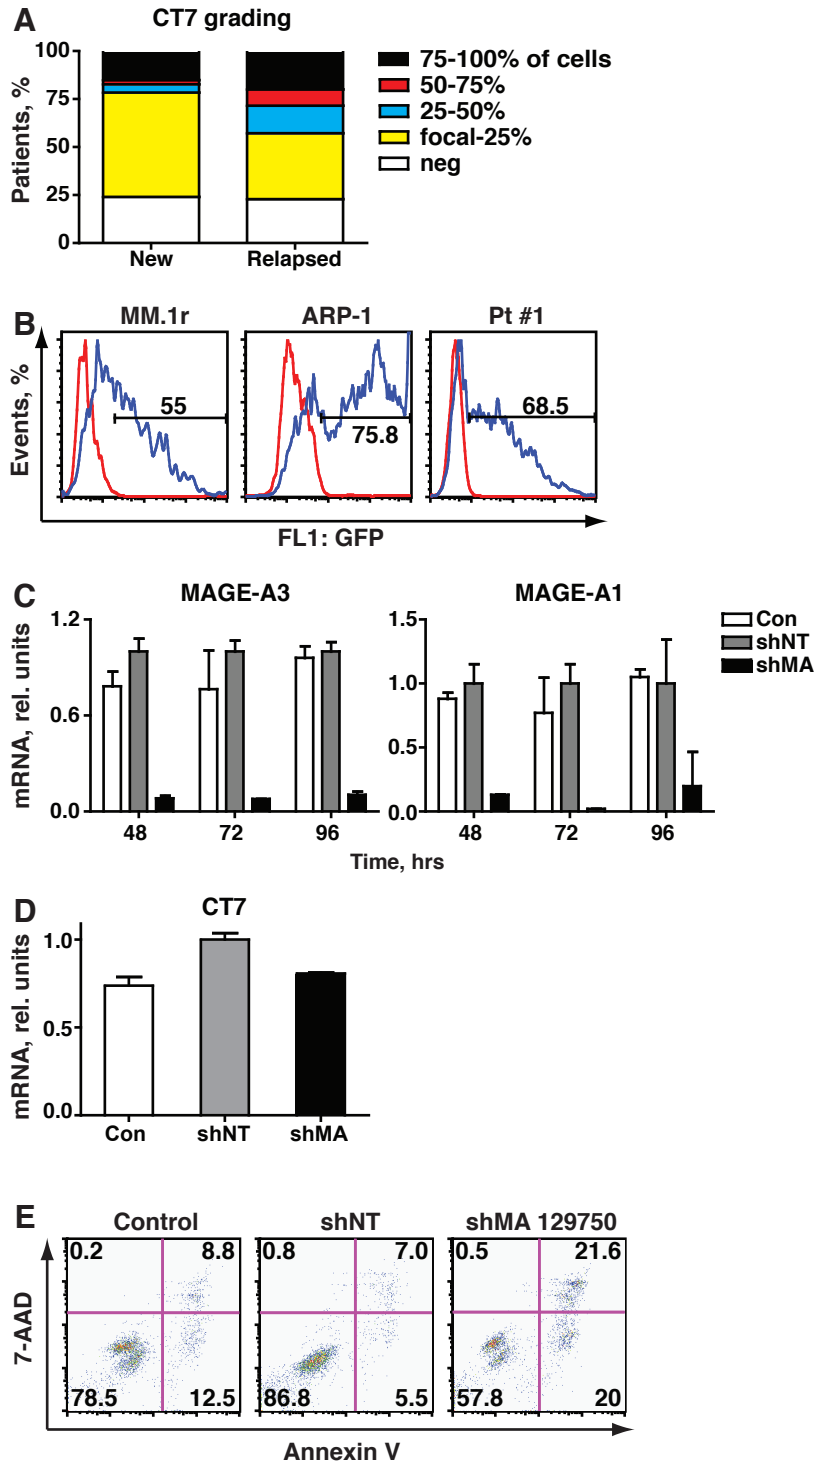 A
CT7 grading
Patients, %
100
75
50
25
0
New
Relapsed
75-100% of cells
50-75%
25-50%
focal-25%
neg
B
MM.1r
ARP-1
Pt #1
Events, %
55
75.8
68.5
FL1: GFP
C
MAGE-A3
MAGE-A1
mRNA, rel. units
1.2
0.6
0.0
48
72
96
1.5
1.0
0.5
0.0
48
72
96
Con
shNT
shMA
Time, hrs
D
CT7
mRNA, rel. units
1.0
0.5
0.0
Con
shNT
shMA
E
Control
shNT
shMA 129750
7-AAD
0.2
8.8
78.5
12.5
0.8
7.0
86.8
5.5
0.5
21.6
57.8
20
Annexin V